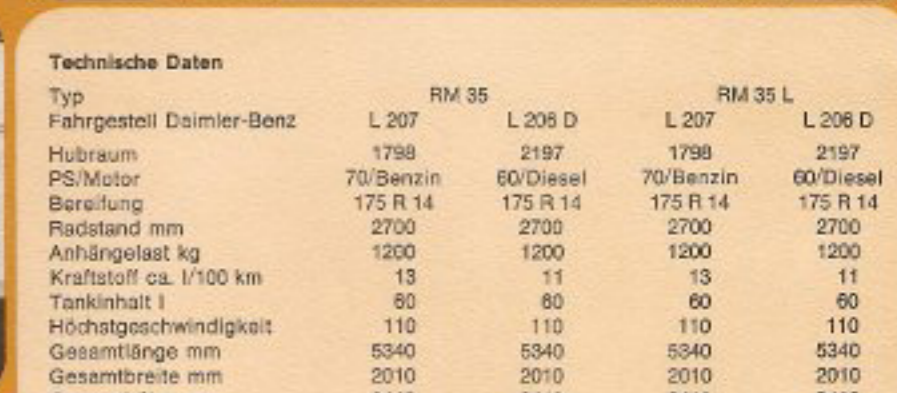 Technische Daten
Typ RM 35 RM 35 L
Fahrgestell Daimler-Benz L 207 L 206 D L 207 L 206 D
Hubraum 1798 2197 1798 2197
PS/Motor 70/Benzin 60/Diesel 70/Benzin 60/Diesel
Bereifung 175 R 14 175 R 14 175 R 14 175 R 14
Radstand mm 2700 2700 2700 2700
Anhängelast kg 1200 1200 1200 1200
Kraftstoff ca. l/100 km 13 11 13 11
Tankinhalt l 60 60 60 60
Höchstgeschwindigkeit 110 110 110 110
Gesamtlänge mm 5340 5340 5340 5340
Gesamtbreite mm 2010 2010 2010 2010